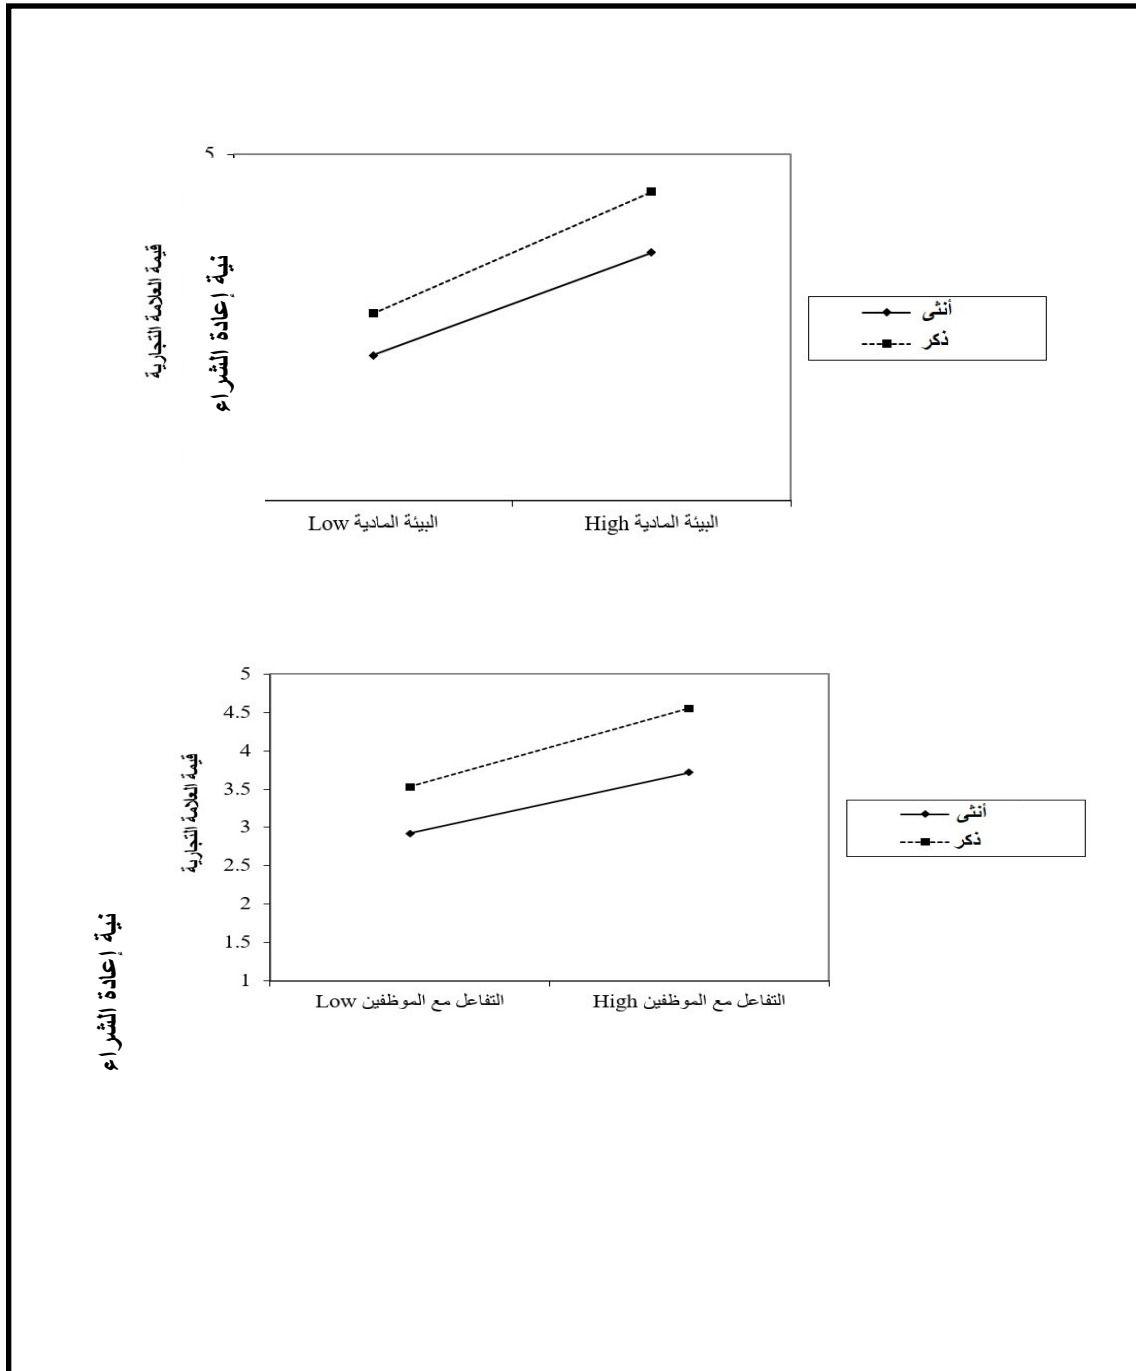 5
قيمة العلامة التجارية
نية إعادة الشراء
أنثى
ذكر
البيئة المادية Low
البيئة المادية High
5
4.5
4
3.5
3
2.5
2
1.5
1
قيمة العلامة التجارية
نية إعادة الشراء
أنثى
ذكر
التفاعل مع الموظفين Low
التفاعل مع الموظفين High